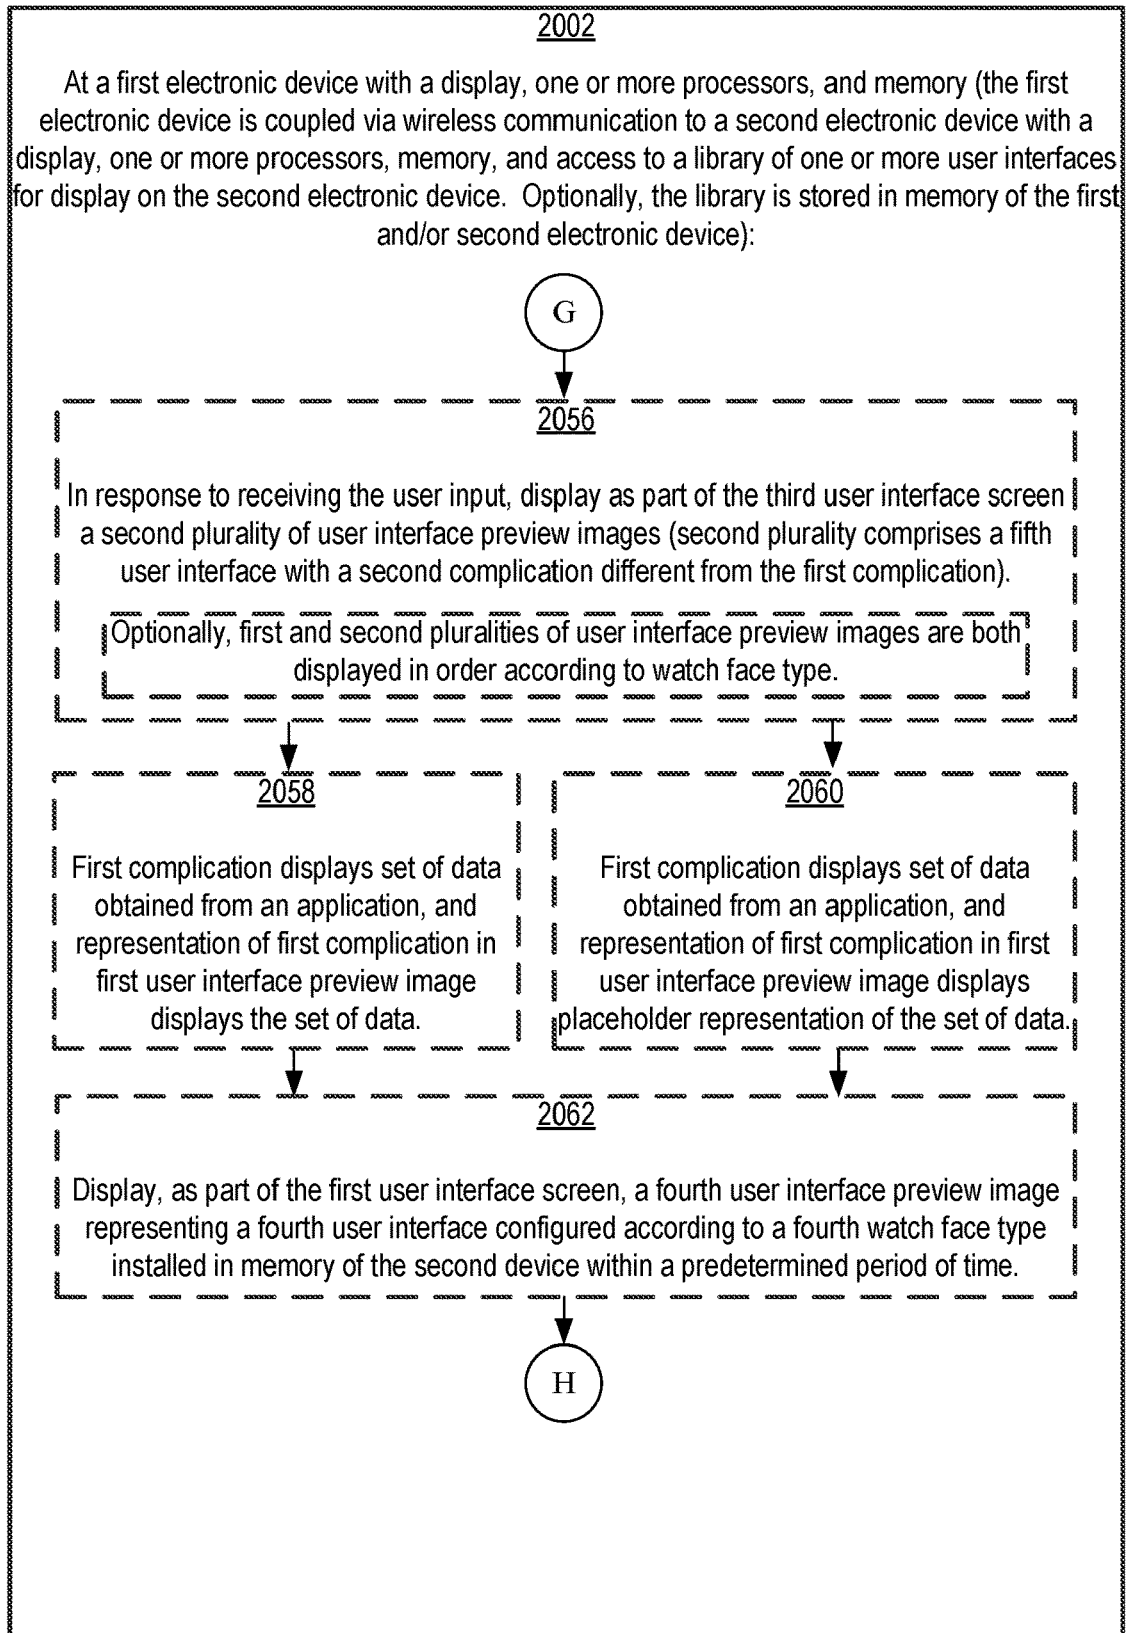 2002
At a first electronic device with a display, one or more processors, and memory (the first
electronic device is coupled via wireless communication to a second electronic device with a
display, one or more processors, memory, and access to a library of one or more user interfaces
for display on the second electronic device.  Optionally, the library is stored in memory of the first
and/or second electronic device):
G
2056
In response to receiving the user input, display as part of the third user interface screen
a second plurality of user interface preview images (second plurality comprises a fifth
user interface with a second complication different from the first complication).
Optionally, first and second pluralities of user interface preview images are both
displayed in order according to watch face type.
2058
First complication displays set of data
obtained from an application, and
representation of first complication in
first user interface preview image
displays the set of data.
2060
First complication displays set of data
obtained from an application, and
representation of first complication in first
user interface preview image displays
placeholder representation of the set of data.
2062
Display, as part of the first user interface screen, a fourth user interface preview image
representing a fourth user interface configured according to a fourth watch face type
installed in memory of the second device within a predetermined period of time.
H